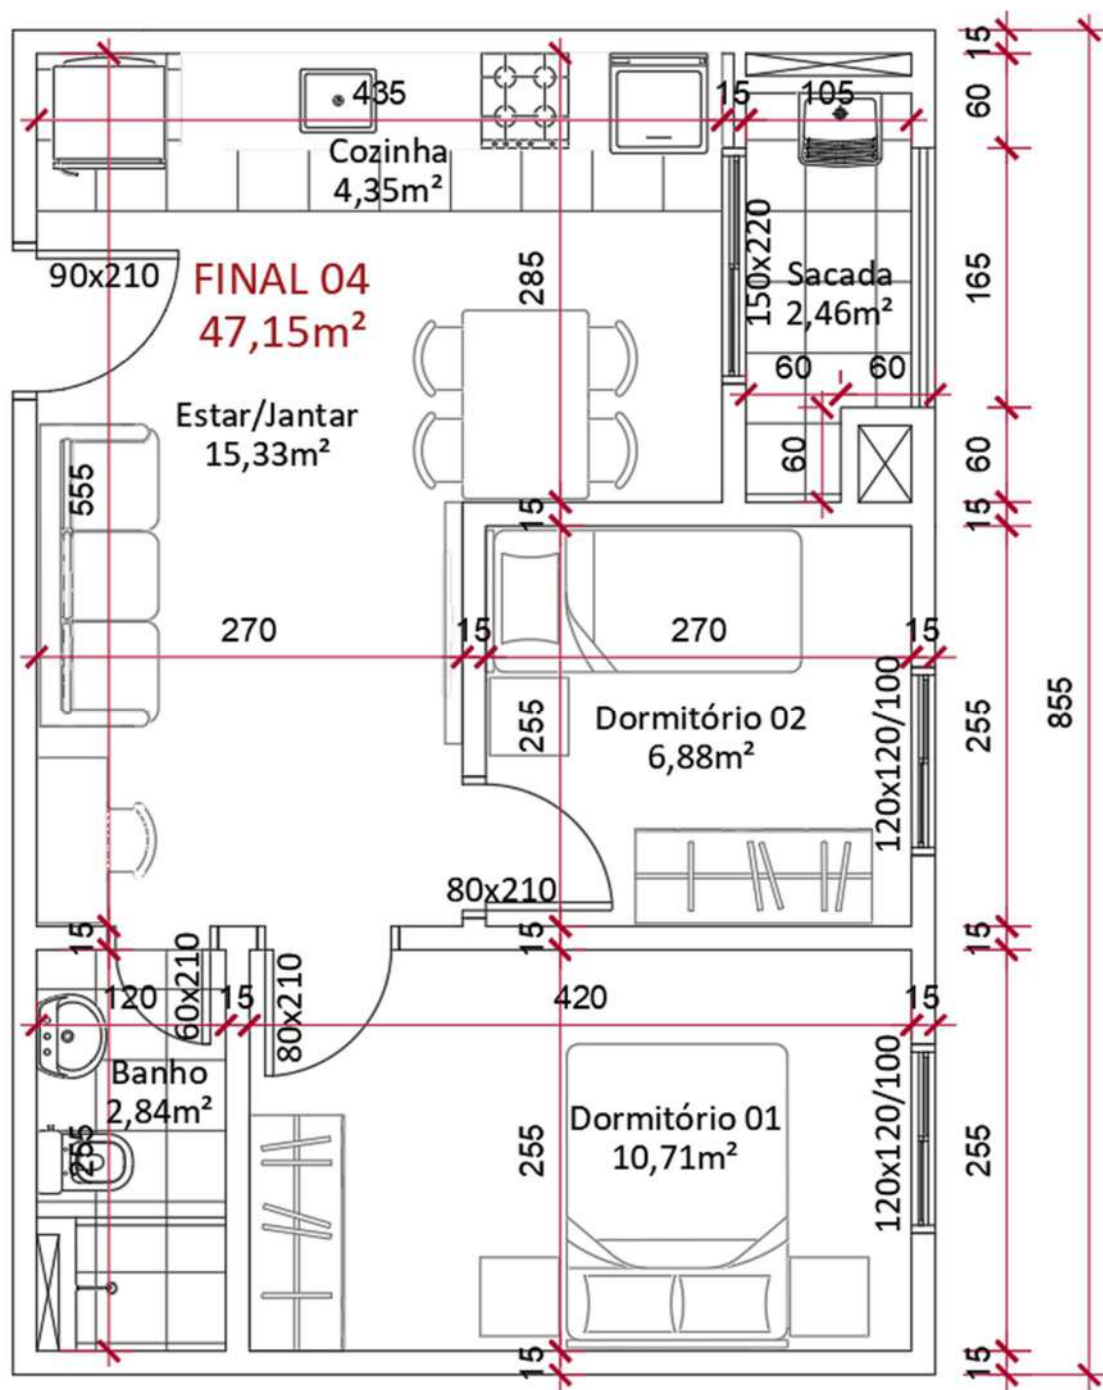 15
435
15
105
60
Cozinha
4,35m²
90x210
FINAL 04
47,15m²
285
150x220
Sacada
2,46m²
165
60
60
Estar/Jantar
15,33m²
555
60
60
15
15
270
15
270
15
255
Dormitório 02
6,88m²
120x120/100
255
855
80x210
15
15
15
120
60x210
15
80x210
420
15
Banho
2,84m²
255
255
Dormitório 01
10,71m²
120x120/100
255
15
15